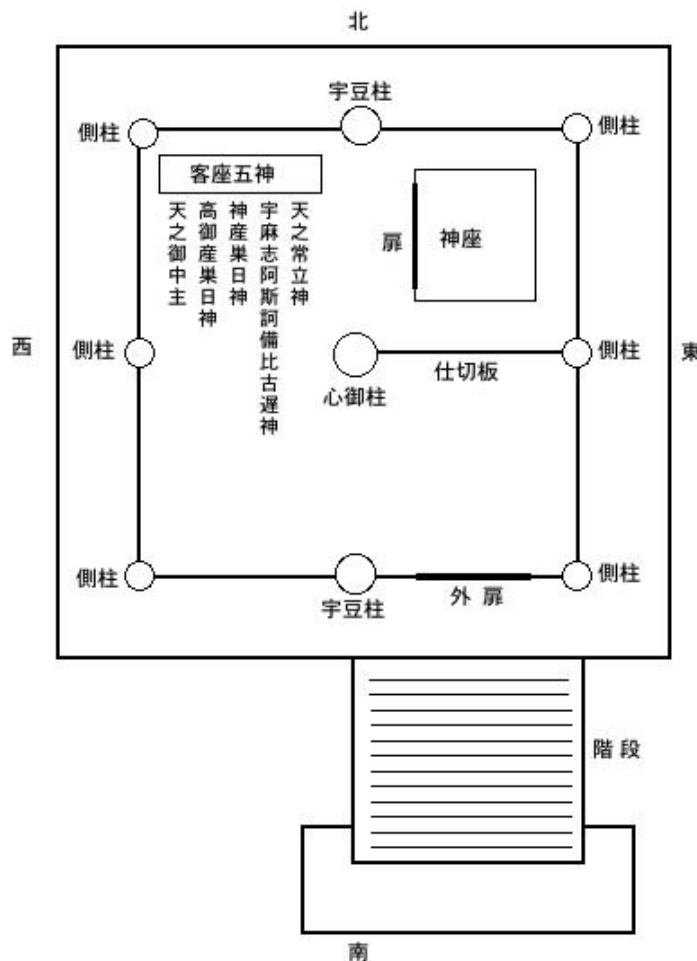 北
宇豆柱
側柱
側柱
客座五神
天之常立神
宇麻志阿斯訶備比古遅神
神産巣日神
高御産巣日神
天之御中主
扉
神座
西
側柱
側柱
東
仕切板
心御柱
側柱
側柱
宇豆柱
外扉
階段
南